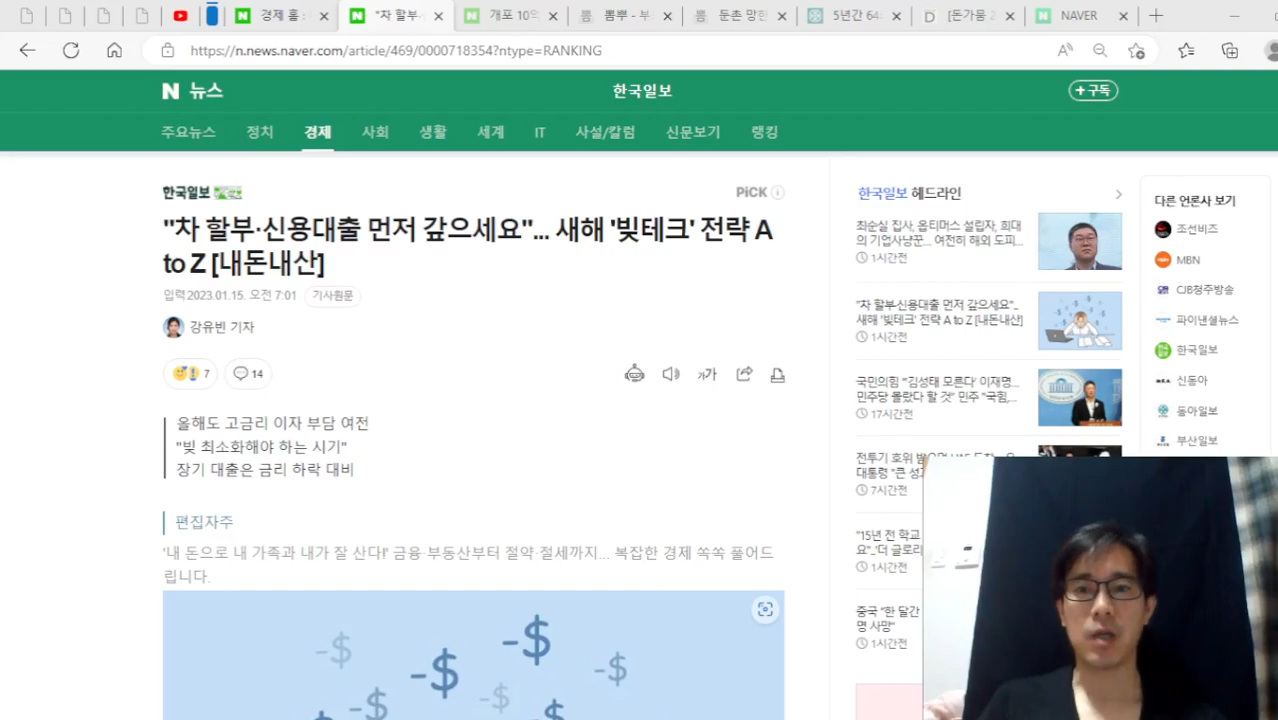 경제 홈 :
"차 할부·
개포 10억
뽐뿌 - 부
둔촌 망한
5년간 64
[돈가뭄 2
NAVER
https://n.news.naver.com/article/469/0000718354?ntype=RANKING
N 뉴스
한국일보
+ 구독
주요뉴스 정치 경제 사회 생활 세계 IT 사설/칼럼 신문보기 랭킹
한국일보
PiCK
"차 할부·신용대출 먼저 갚으세요"... 새해 '빚테크' 전략 A
to Z [내돈내산]
입력 2023.01.15. 오전 7:01 기사원문
강유빈 기자
7
14
가가
올해도 고금리 이자 부담 여전
"빚 최소화해야 하는 시기"
장기 대출은 금리 하락 대비
편집자주
'내 돈으로 내 가족과 내가 잘 산다!' 금융·부동산부터 절약·절세까지... 복잡한 경제 쏙쏙 풀어드
립니다.
-$ -$ -$ -$ -$ -$
한국일보 헤드라인
최순실 집사, 옵티머스 설립자, 희대
의 기업사냥꾼... 여전히 해외 도피...
1시간전
"차 할부·신용대출 먼저 갚으세요"...
새해 '빚테크' 전략 A to Z [내돈내산]
1시간전
국민의힘 "'김성태 모른다' 이재명...
민주당 몰랐다 할 것" 민주 "국힘,...
17시간전
대통령 "큰 성
7시간전
"15년 전 학교
요"...'더 글로리
1시간전
중국 "한 달간
명 사망"
1시간전
다른 언론사 보기
조선비즈
MBN
CJB청주방송
파이낸셜뉴스
한국일보
신동아
동아일보
부산일보